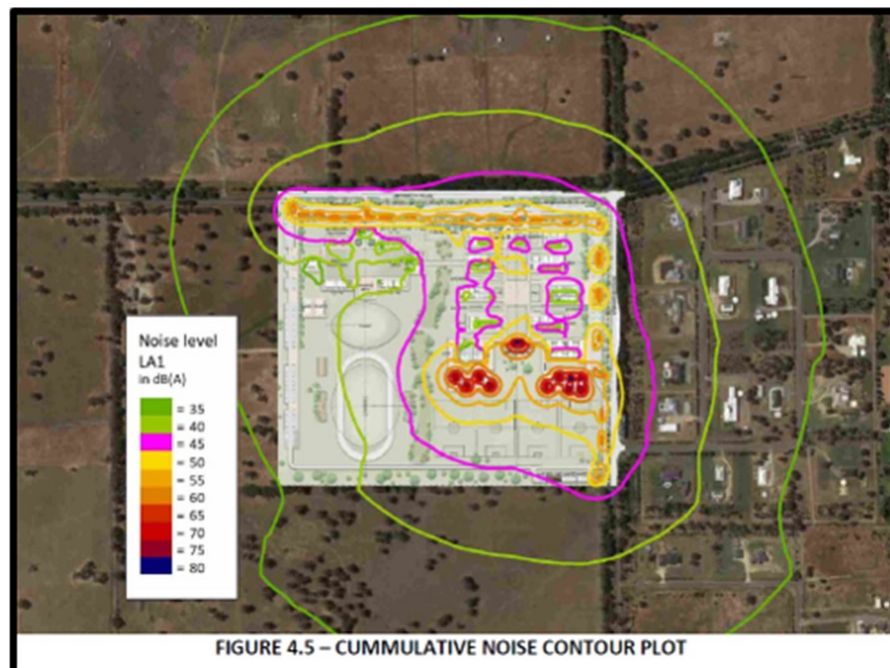 Noise level
LA1
in dB(A)
= 35
= 40
= 45
= 50
= 55
= 60
= 65
= 70
= 75
= 80
FIGURE 4.5 – CUMMULATIVE NOISE CONTOUR PLOT